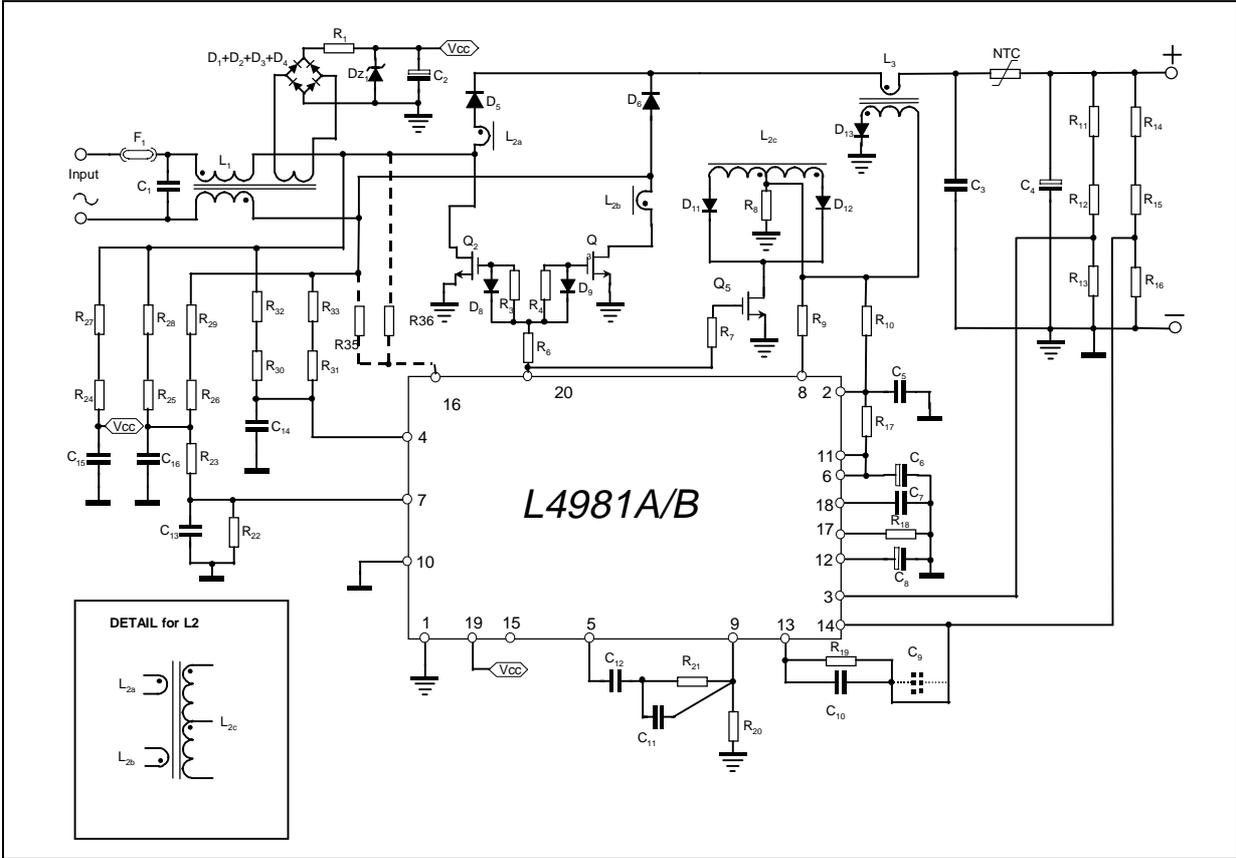 R1
Vcc
D1+D2+D3+D4
Dz1
C2
L3
NTC
+
D5
D6
L2a
F1
L1
Input
C1
D13
R11
R14
L2c
L2b
D11
R8
D12
C3
C4
R12
R15
Q2
Q3
D8
R3
R4
D9
Q5
R13
R16
R27
R28
R29
R32
R33
R35
R36
R6
R7
R9
R10
R24
R25
R26
R30
R31
16
20
8
2
C5
Vcc
C14
4
R17
C15
C16
R23
11
6
C6
L4981A/B
7
18
C7
C13
R22
17
R18
10
12
C8
3
DETAIL for L2
1
19
15
5
9
13
14
Vcc
C12
R21
R19
C9
L2a
L2c
C11
R20
C10
L2b